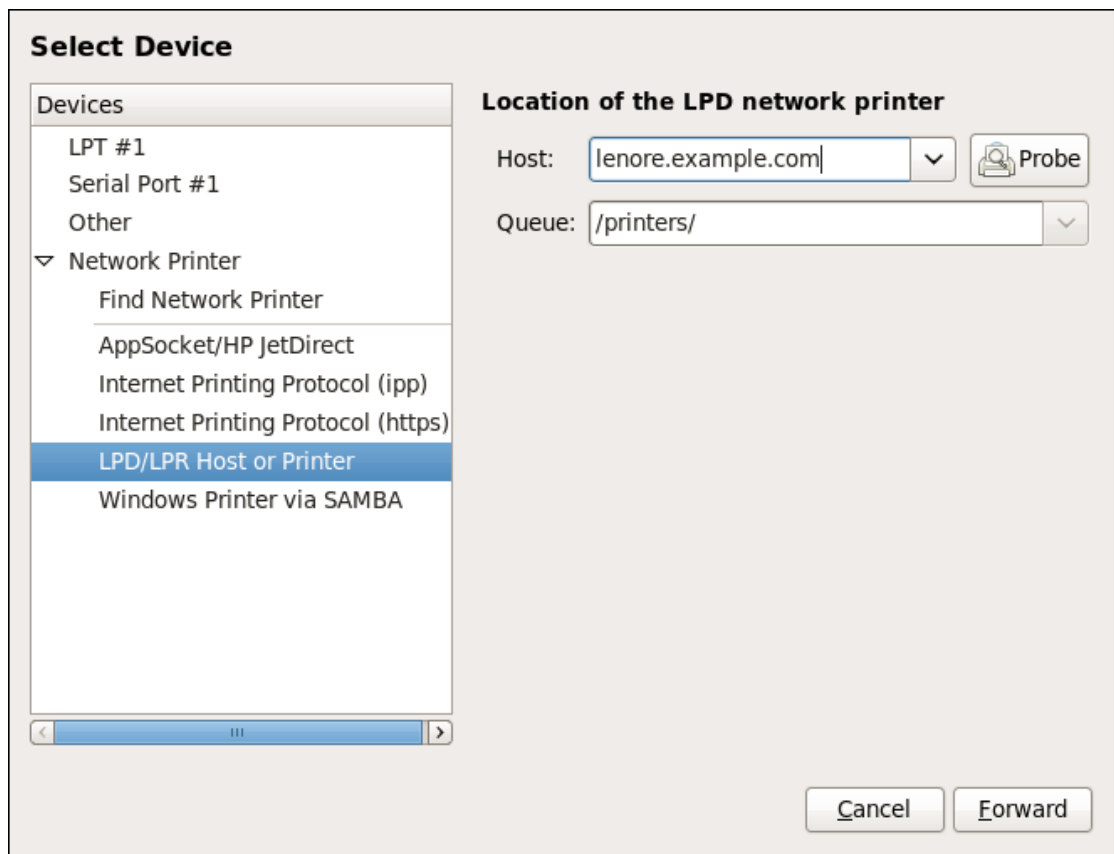 Select Device
Devices
LPT #1
Serial Port #1
Other
Network Printer
Find Network Printer
AppSocket/HP JetDirect
Internet Printing Protocol (ipp)
Internet Printing Protocol (https)
LPD/LPR Host or Printer
Windows Printer via SAMBA
Location of the LPD network printer
Host: lenore.example.com Probe
Queue: /printers/
Cancel Forward